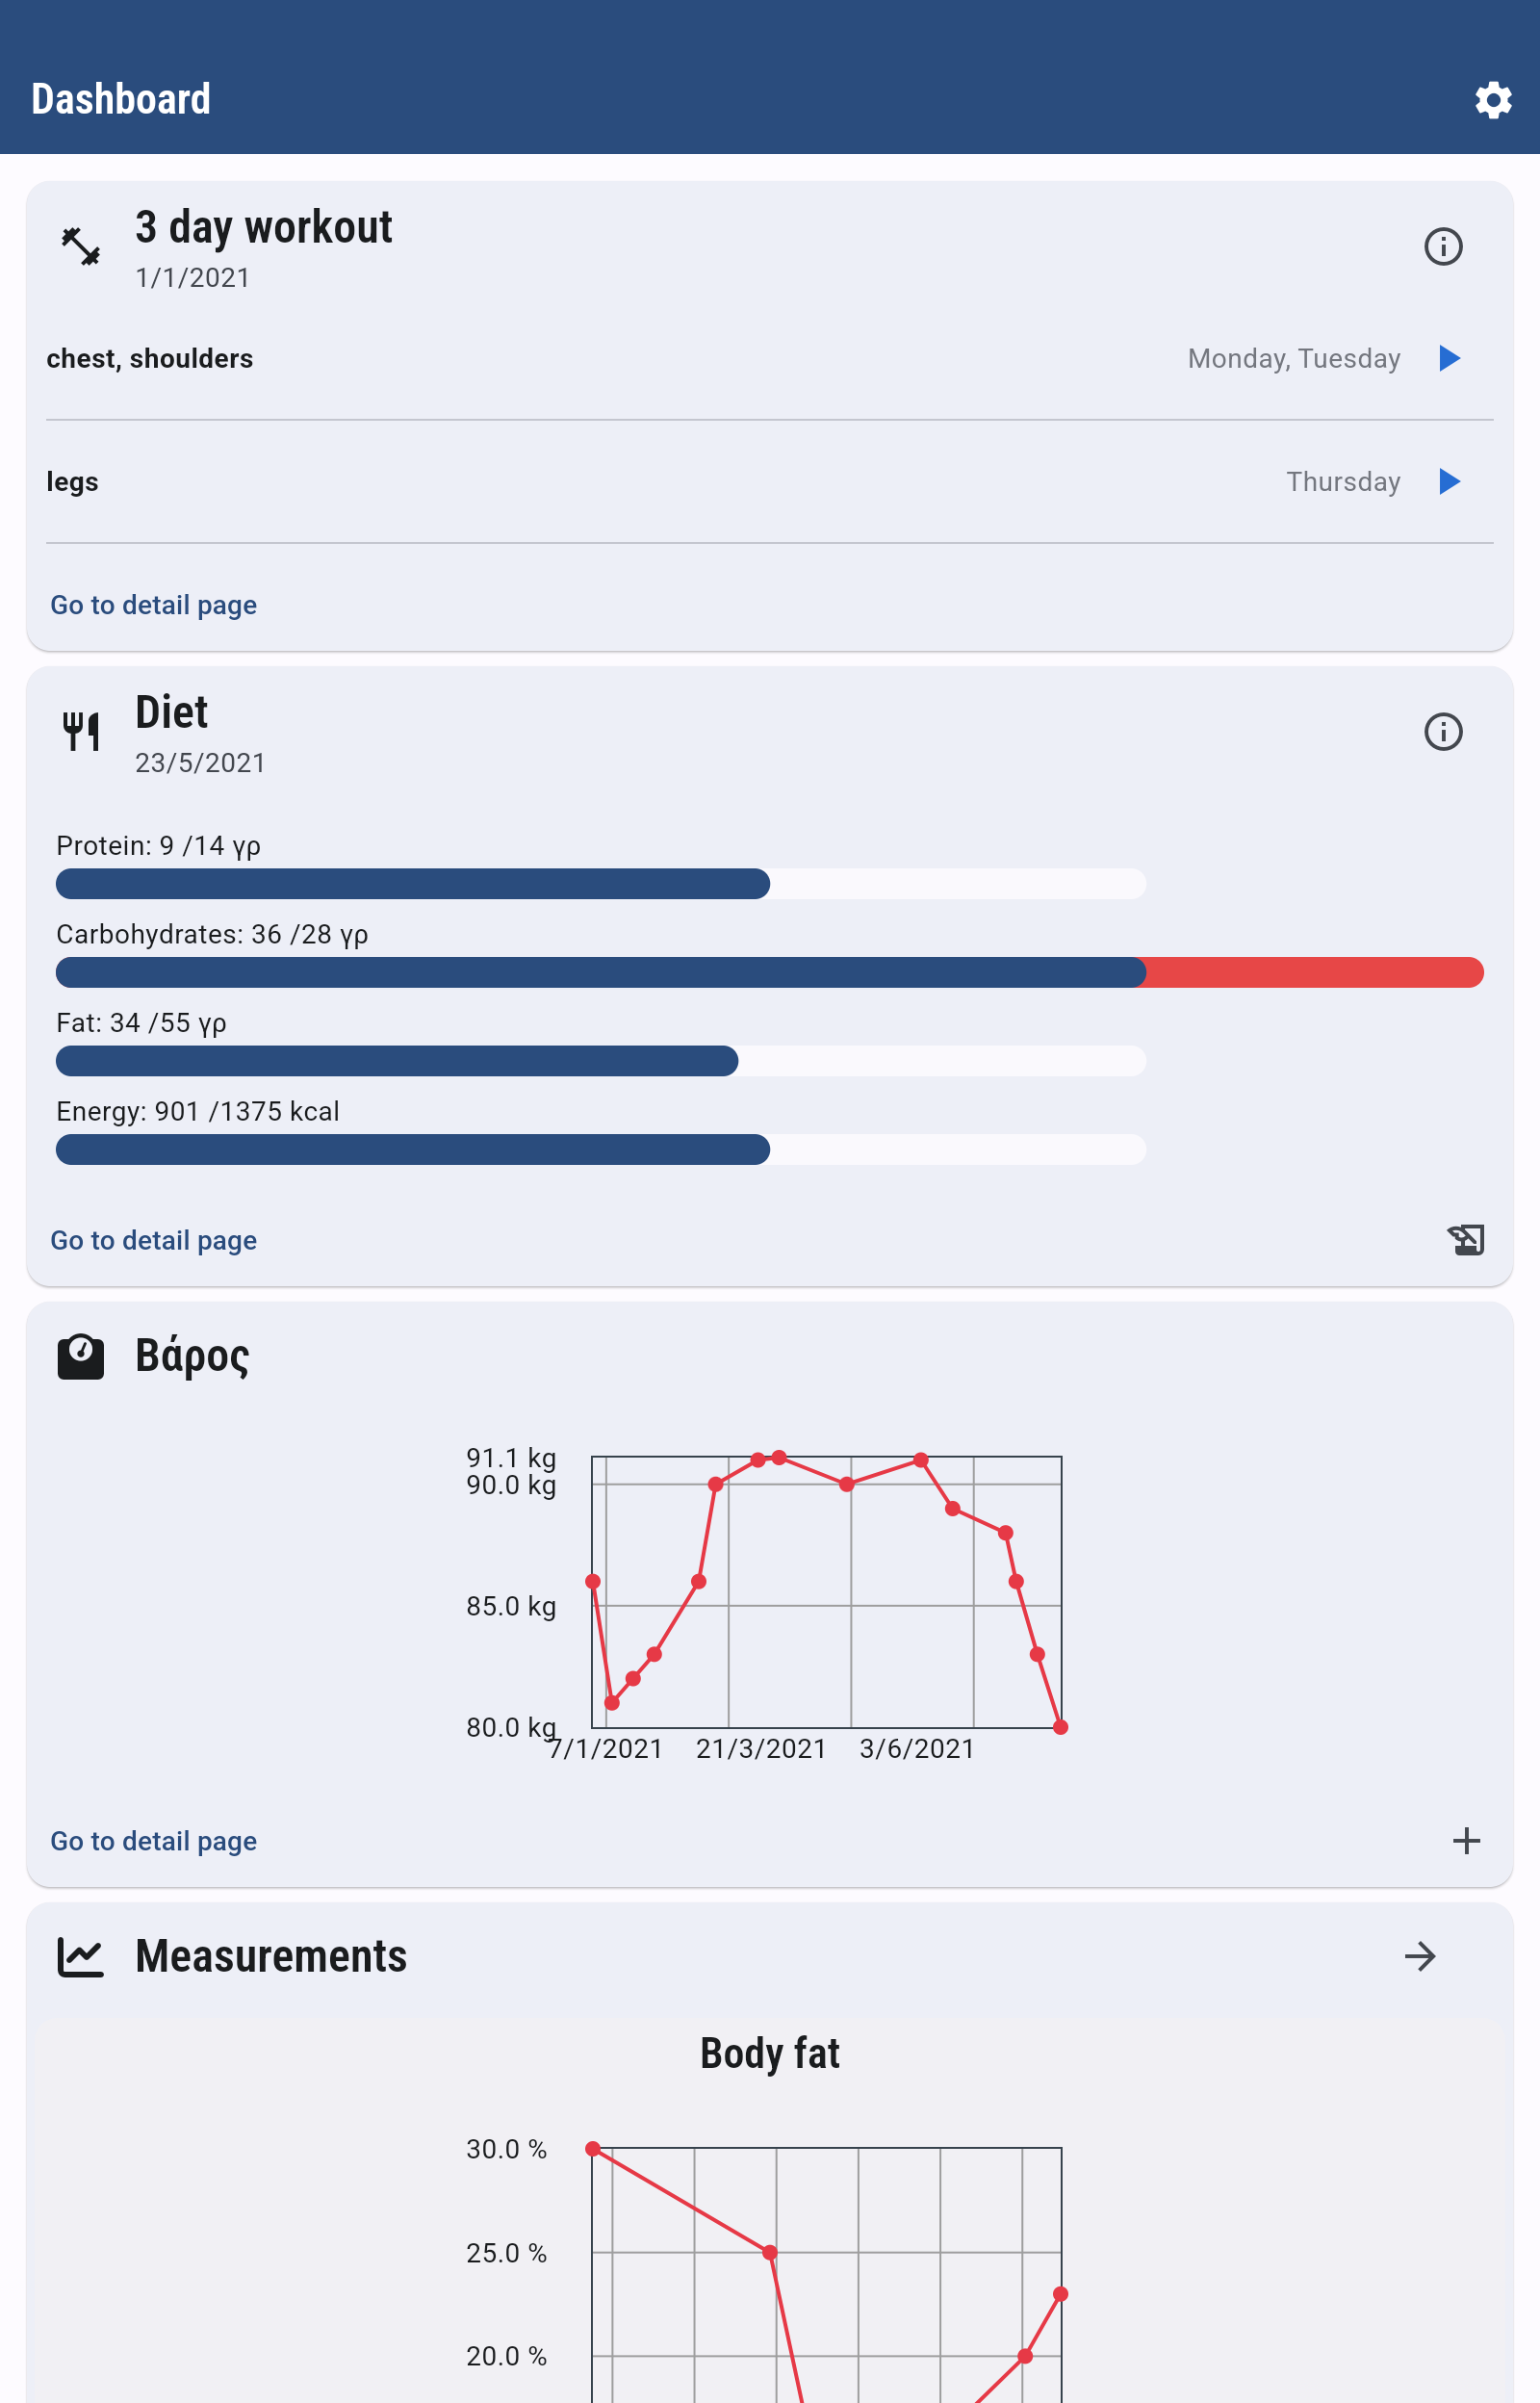 Dashboard
3 day workout
1/1/2021
chest, shoulders
Monday, Tuesday
legs
Thursday
Go to detail page
Diet
23/5/2021
Protein: 9 /14 γρ
Carbohydrates: 36 /28 γρ
Fat: 34 /55 γρ
Energy: 901 /1375 kcal
Go to detail page
Βάρος
91.1 kg
90.0 kg
85.0 kg
80.0 kg
7/1/2021 21/3/2021 3/6/2021
Go to detail page
Measurements
Body fat
30.0 %
25.0 %
20.0 %